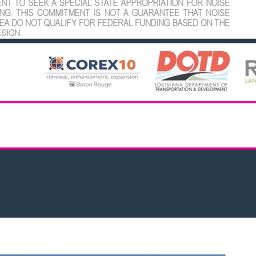 ENT TO SEEK A SPECIAL STATE APPROPRIATION FOR NOISE
NG. THIS COMMITMENT IS NOT A GUARANTEE THAT NOISE
EA DO NOT QUALIFY FOR FEDERAL FUNDING BASED ON THE
ESIGN.
COREX10
renewal, enhancement, expansion
Baton Rouge
DOTD
LOUISIANA DEPARTMENT OF
TRANSPORTATION & DEVELOPMENT
R
LAN